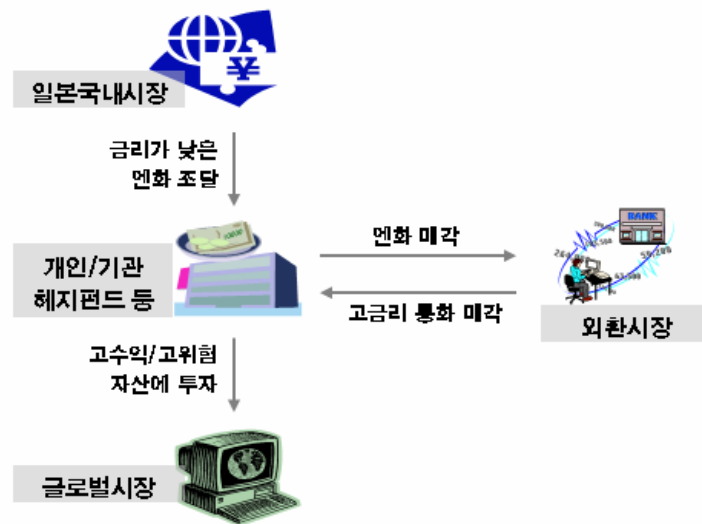 ¥
일본국내시장
금리가 낮은
엔화 조달
BANK
개인/기관
헤지펀드 등
엔화 매각
고금리 통화 매각
외환시장
고수익/고위험
자산에 투자
글로벌시장